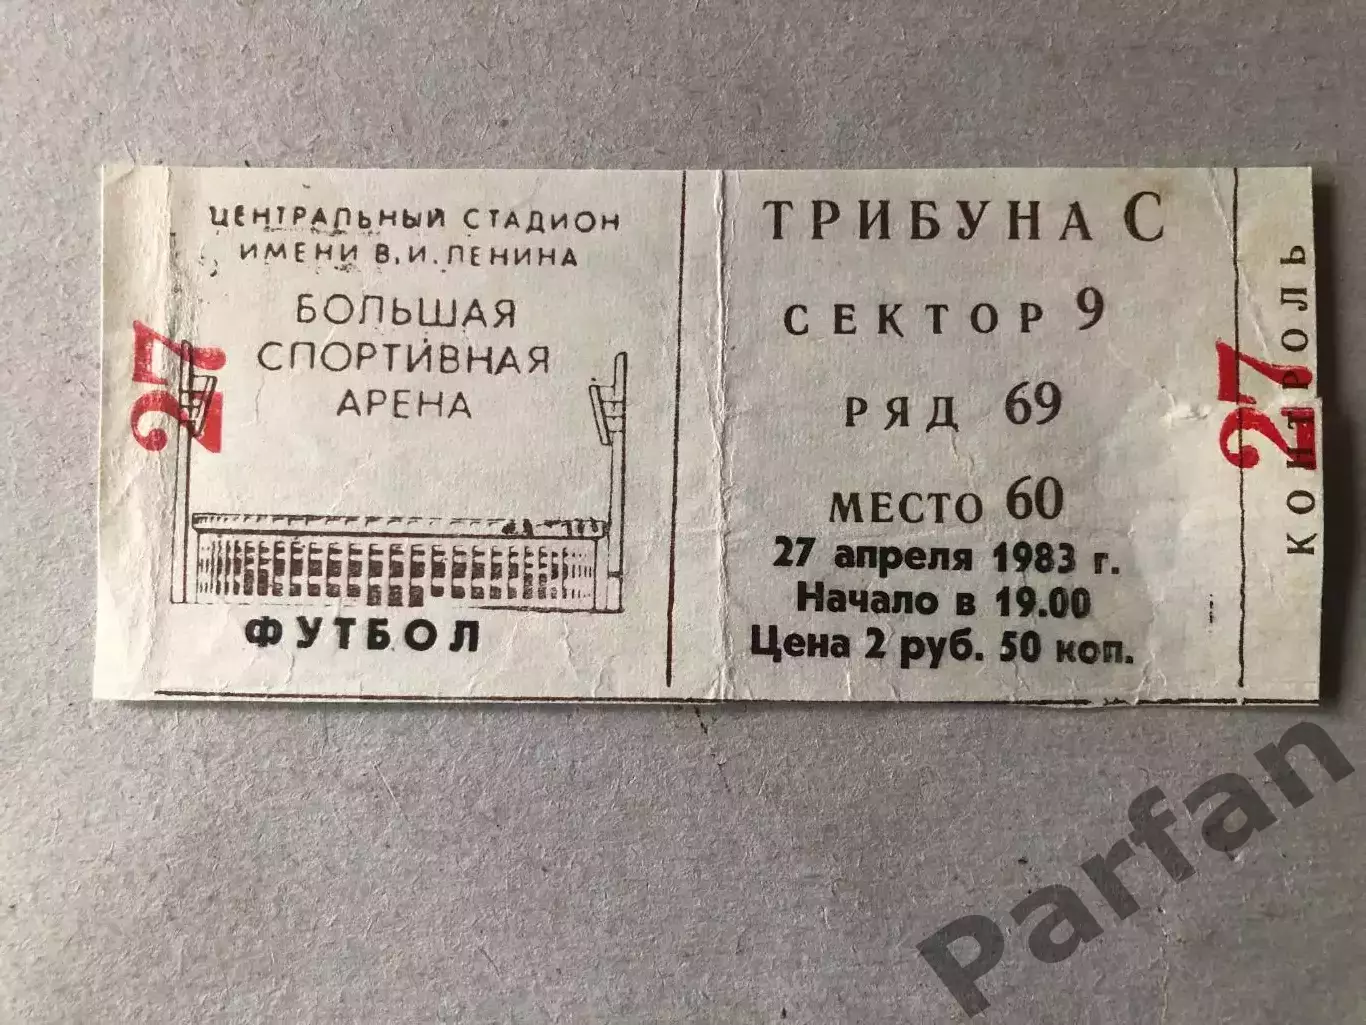 ЦЕНТРАЛЬНЫЙ СТАДИОН
ИМЕНИ В.И.ЛЕНИНА
БОЛЬШАЯ
СПОРТИВНАЯ
АРЕНА
27
ФУТБОЛ
ТРИБУНА С
СЕКТОР 9
РЯД 69
МЕСТО 60
27 апреля 1983 г.
Начало в 19.00
Цена 2 руб. 50 коп.
27
КОНТРОЛЬ
Parfan